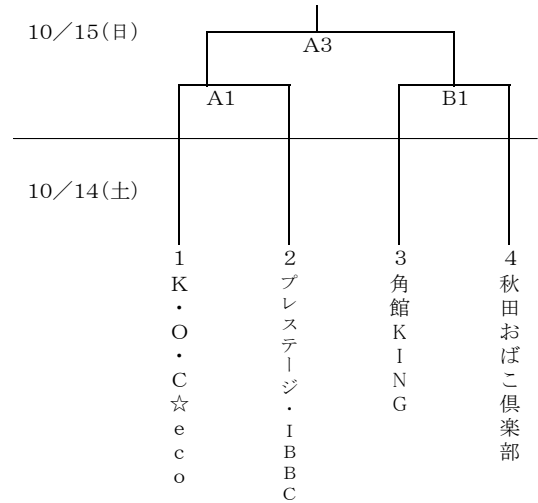 10／15(日)
A3
A1
B1
10／14(土)
1
K・O・C☆eco
2
プレステージ・IBBC
3
角館KING
4
秋田おばこ倶楽部